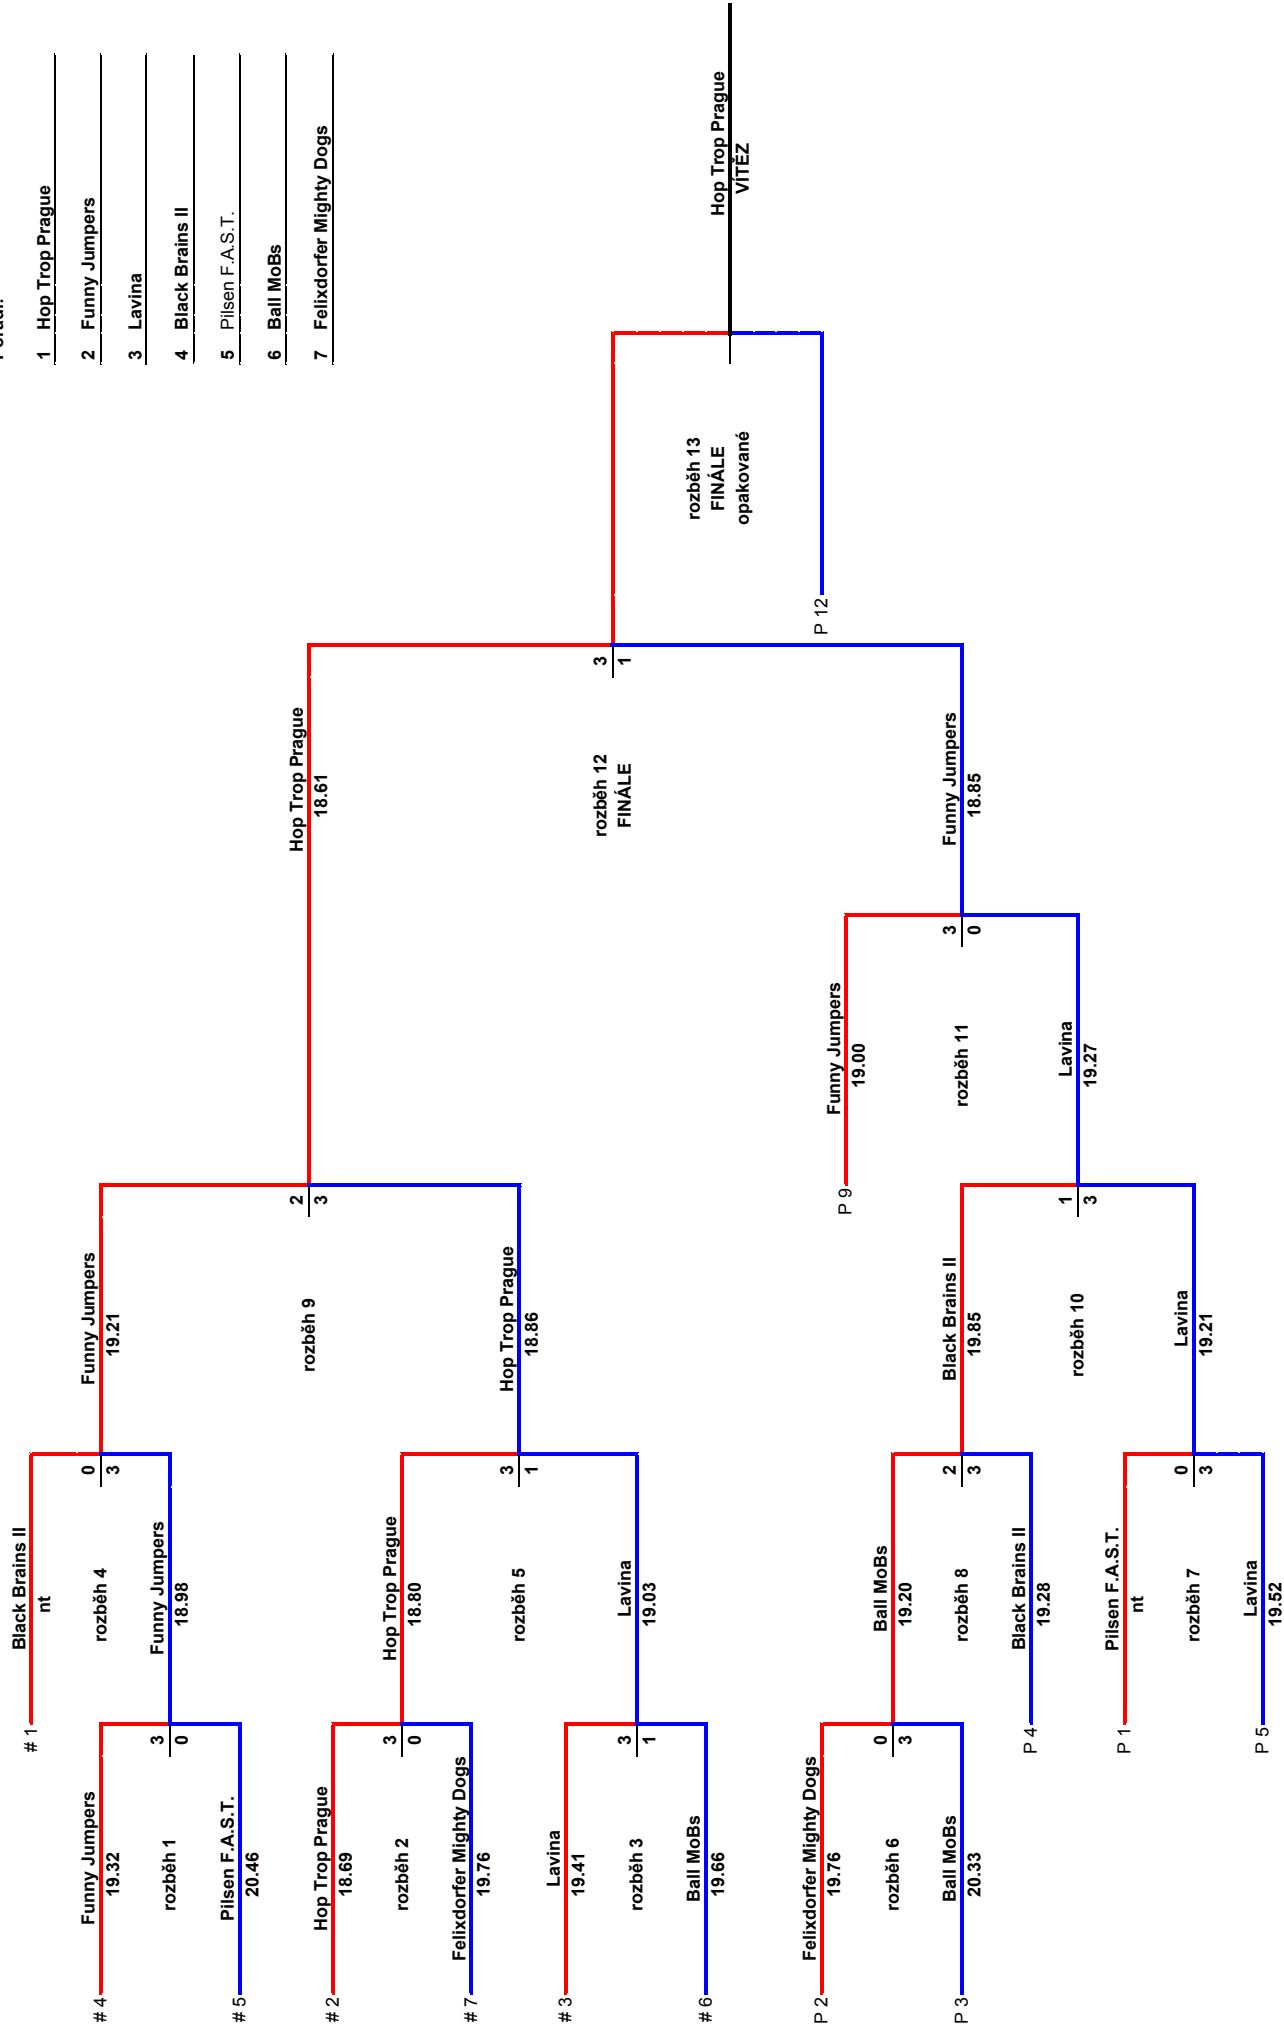 1 Hop Trop Prague
2 Funny Jumpers
3 Lavina
4 Black Brains II
5 Pilsen F.A.S.T.
6 Ball MoBs
7 Felixdorfer Mighty Dogs
# 4
Funny Jumpers
19.32
rozběh 1
3
0
# 5
Pilsen F.A.S.T.
20.46
# 2
Hop Trop Prague
18.69
rozběh 2
3
0
# 7
Felixdorfer Mighty Dogs
19.76
# 3
Lavina
19.41
rozběh 3
3
1
# 6
Ball MoBs
19.66
P 2
Felixdorfer Mighty Dogs
19.76
rozběh 6
0
3
P 3
Ball MoBs
20.33
# 1
Black Brains II
nt
rozběh 4
0
3
Funny Jumpers
18.98
Hop Trop Prague
18.80
rozběh 5
3
1
Lavina
19.03
Ball MoBs
19.20
rozběh 8
2
3
P 4
Black Brains II
19.28
P 1
Pilsen F.A.S.T.
nt
rozběh 7
0
3
P 5
Lavina
19.52
Funny Jumpers
19.21
rozběh 9
2
3
Hop Trop Prague
18.86
Black Brains II
19.85
rozběh 10
1
3
Lavina
19.21
P 9
Funny Jumpers
19.00
rozběh 11
3
0
Lavina
19.27
Hop Trop Prague
18.61
rozběh 12
FINÁLE
3
1
Funny Jumpers
18.85
rozběh 13
FINÁLE
opakované
P 12
Hop Trop Prague
VÍTĚZ